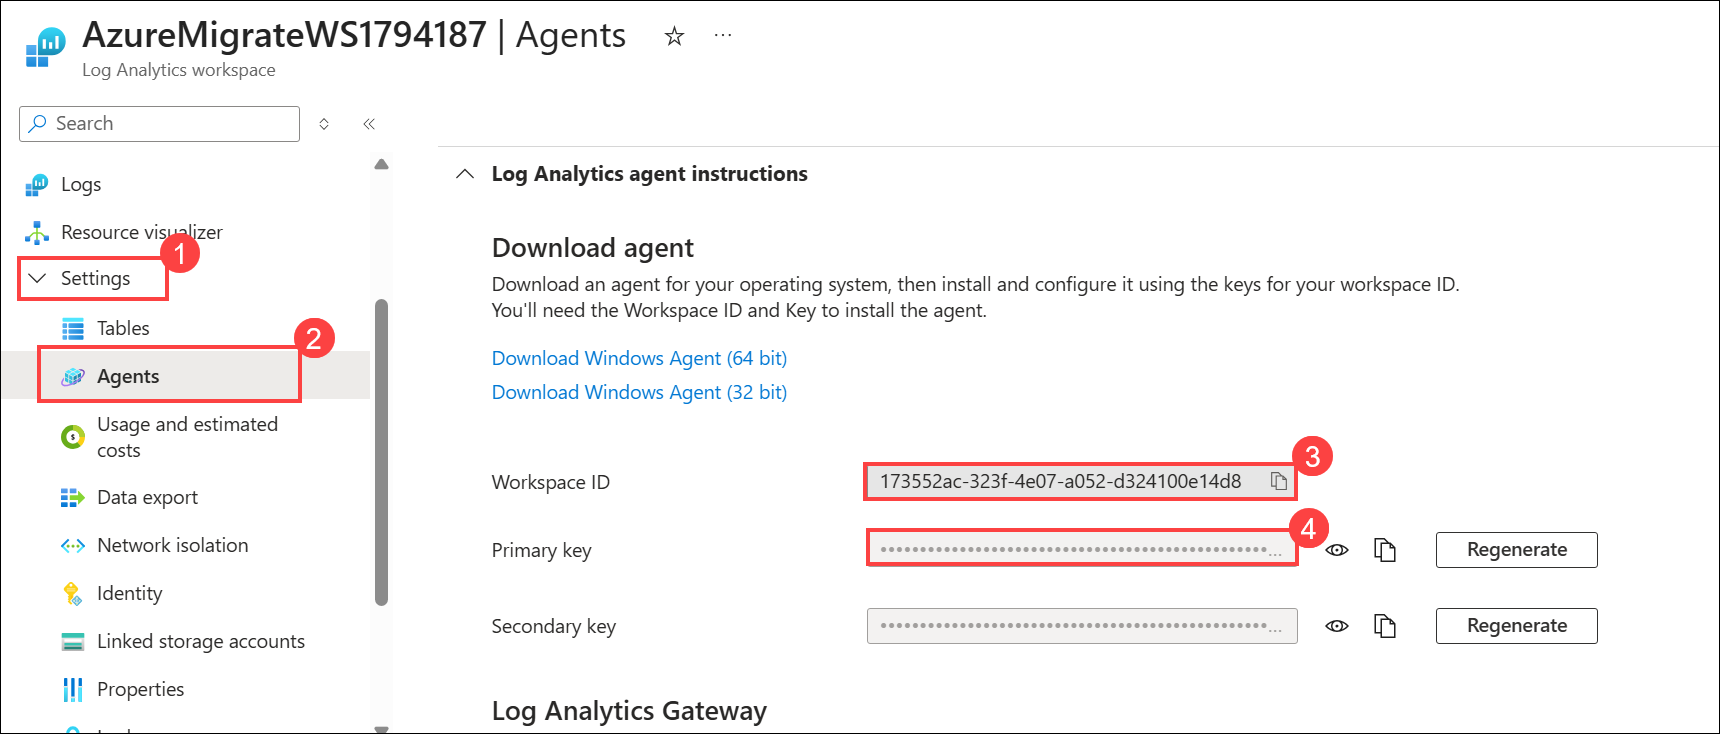 AzureMigrateWS1794187 | Agents
Log Analytics workspace
Search
Logs
Resource visualizer
1
Settings
Tables
2
Agents
Usage and estimated
costs
Data export
Network isolation
Identity
Linked storage accounts
Properties
Log Analytics agent instructions
Download agent
Download an agent for your operating system, then install and configure it using the keys for your workspace ID.
You'll need the Workspace ID and Key to install the agent.
Download Windows Agent (64 bit)
Download Windows Agent (32 bit)
3
Workspace ID 173552ac-323f-4e07-a052-d324100e14d8
4
Primary key Regenerate
Secondary key Regenerate
Log Analytics Gateway